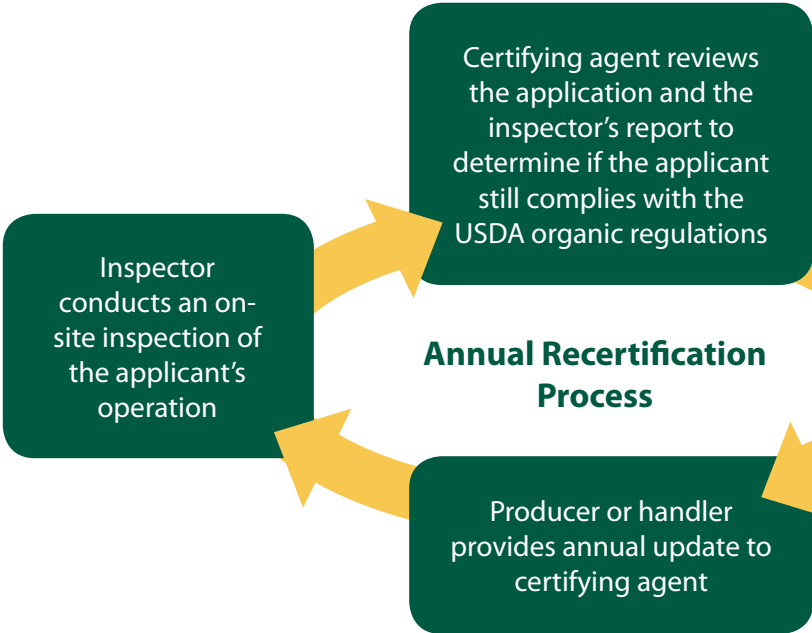 Certifying agent reviews
the application and the
inspector’s report to
determine if the applicant
still complies with the
USDA organic regulations
Inspector
conducts an on-
site inspection of
the applicant’s
operation
Annual Recertification
Process
Producer or handler
provides annual update to
certifying agent